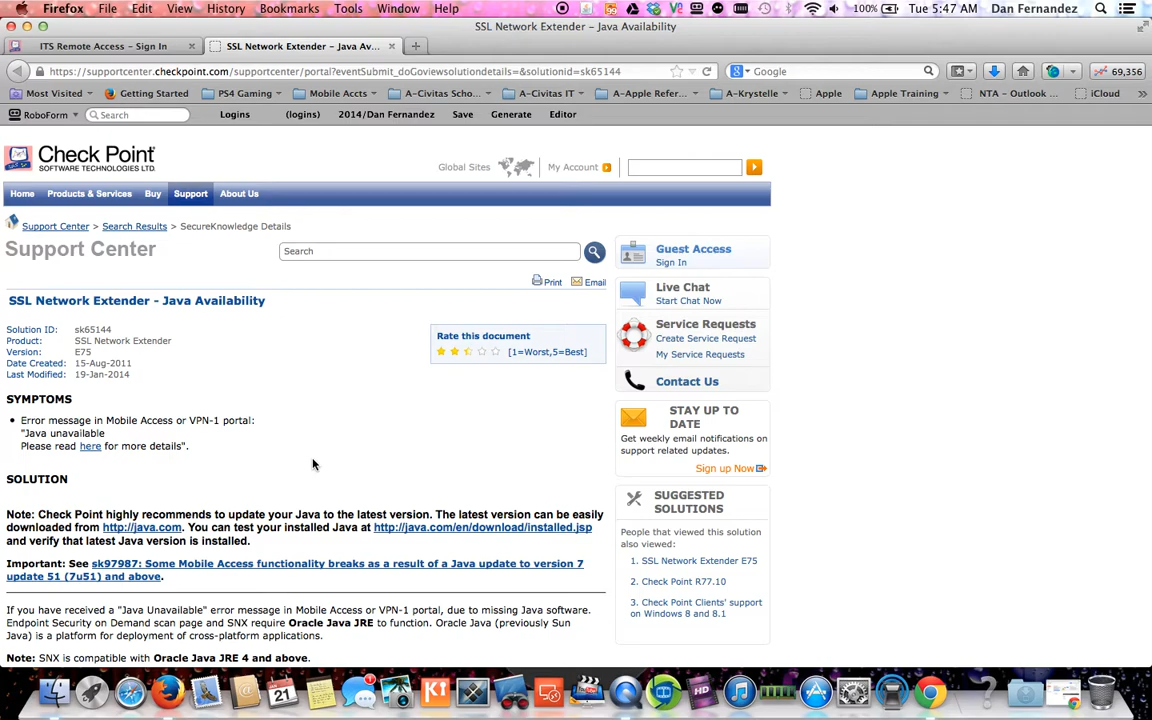 Firefox File Edit View History Bookmarks Tools Window Help 100% Tue 5:47 AM Dan Fernandez
SSL Network Extender - Java Availability
ITS Remote Access - Sign In SSL Network Extender - Java Av...
https://supportcenter.checkpoint.com/supportcenter/portal?eventSubmit_doGoviewsolutiondetails=&solutionid=sk65144 Google 69,356
Most Visited Getting Started PS4 Gaming Mobile Accts A-Civitas Scho... A-Civitas IT A-Apple Refer... A-Krystelle Apple Apple Training NTA - Outlook ... iCloud
RoboForm Search Logins (logins) 2014/Dan Fernandez Save Generate Editor
Check Point
SOFTWARE TECHNOLOGIES LTD.
Global Sites My Account
Home Products & Services Buy Support About Us
Support Center > Search Results > SecureKnowledge Details
Support Center Search
Print Email
SSL Network Extender - Java Availability
Solution ID: sk65144
Product: SSL Network Extender
Version: E75
Date Created: 15-Aug-2011
Last Modified: 19-Jan-2014
Rate this document
[1=Worst,5=Best]
SYMPTOMS
• Error message in Mobile Access or VPN-1 portal:
"Java unavailable
Please read here for more details".
SOLUTION
Note: Check Point highly recommends to update your Java to the latest version. The latest version can be easily
downloaded from http://java.com. You can test your installed Java at http://java.com/en/download/installed.jsp
and verify that latest Java version is installed.
Important: See sk97987: Some Mobile Access functionality breaks as a result of a Java update to version 7
update 51 (7u51) and above.
If you have received a "Java Unavailable" error message in Mobile Access or VPN-1 portal, due to missing Java software.
Endpoint Security on Demand scan page and SNX require Oracle Java JRE to function. Oracle Java (previously Sun
Java) is a platform for deployment of cross-platform applications.
Note: SNX is compatible with Oracle Java JRE 4 and above.
Guest Access
Sign In
Live Chat
Start Chat Now
Service Requests
Create Service Request
My Service Requests
Contact Us
STAY UP TO
DATE
Get weekly email notifications on
support related updates.
Sign up Now
SUGGESTED
SOLUTIONS
People that viewed this solution
also viewed:
1. SSL Network Extender E75
2. Check Point R77.10
3. Check Point Clients' support
on Windows 8 and 8.1
21
1
HD